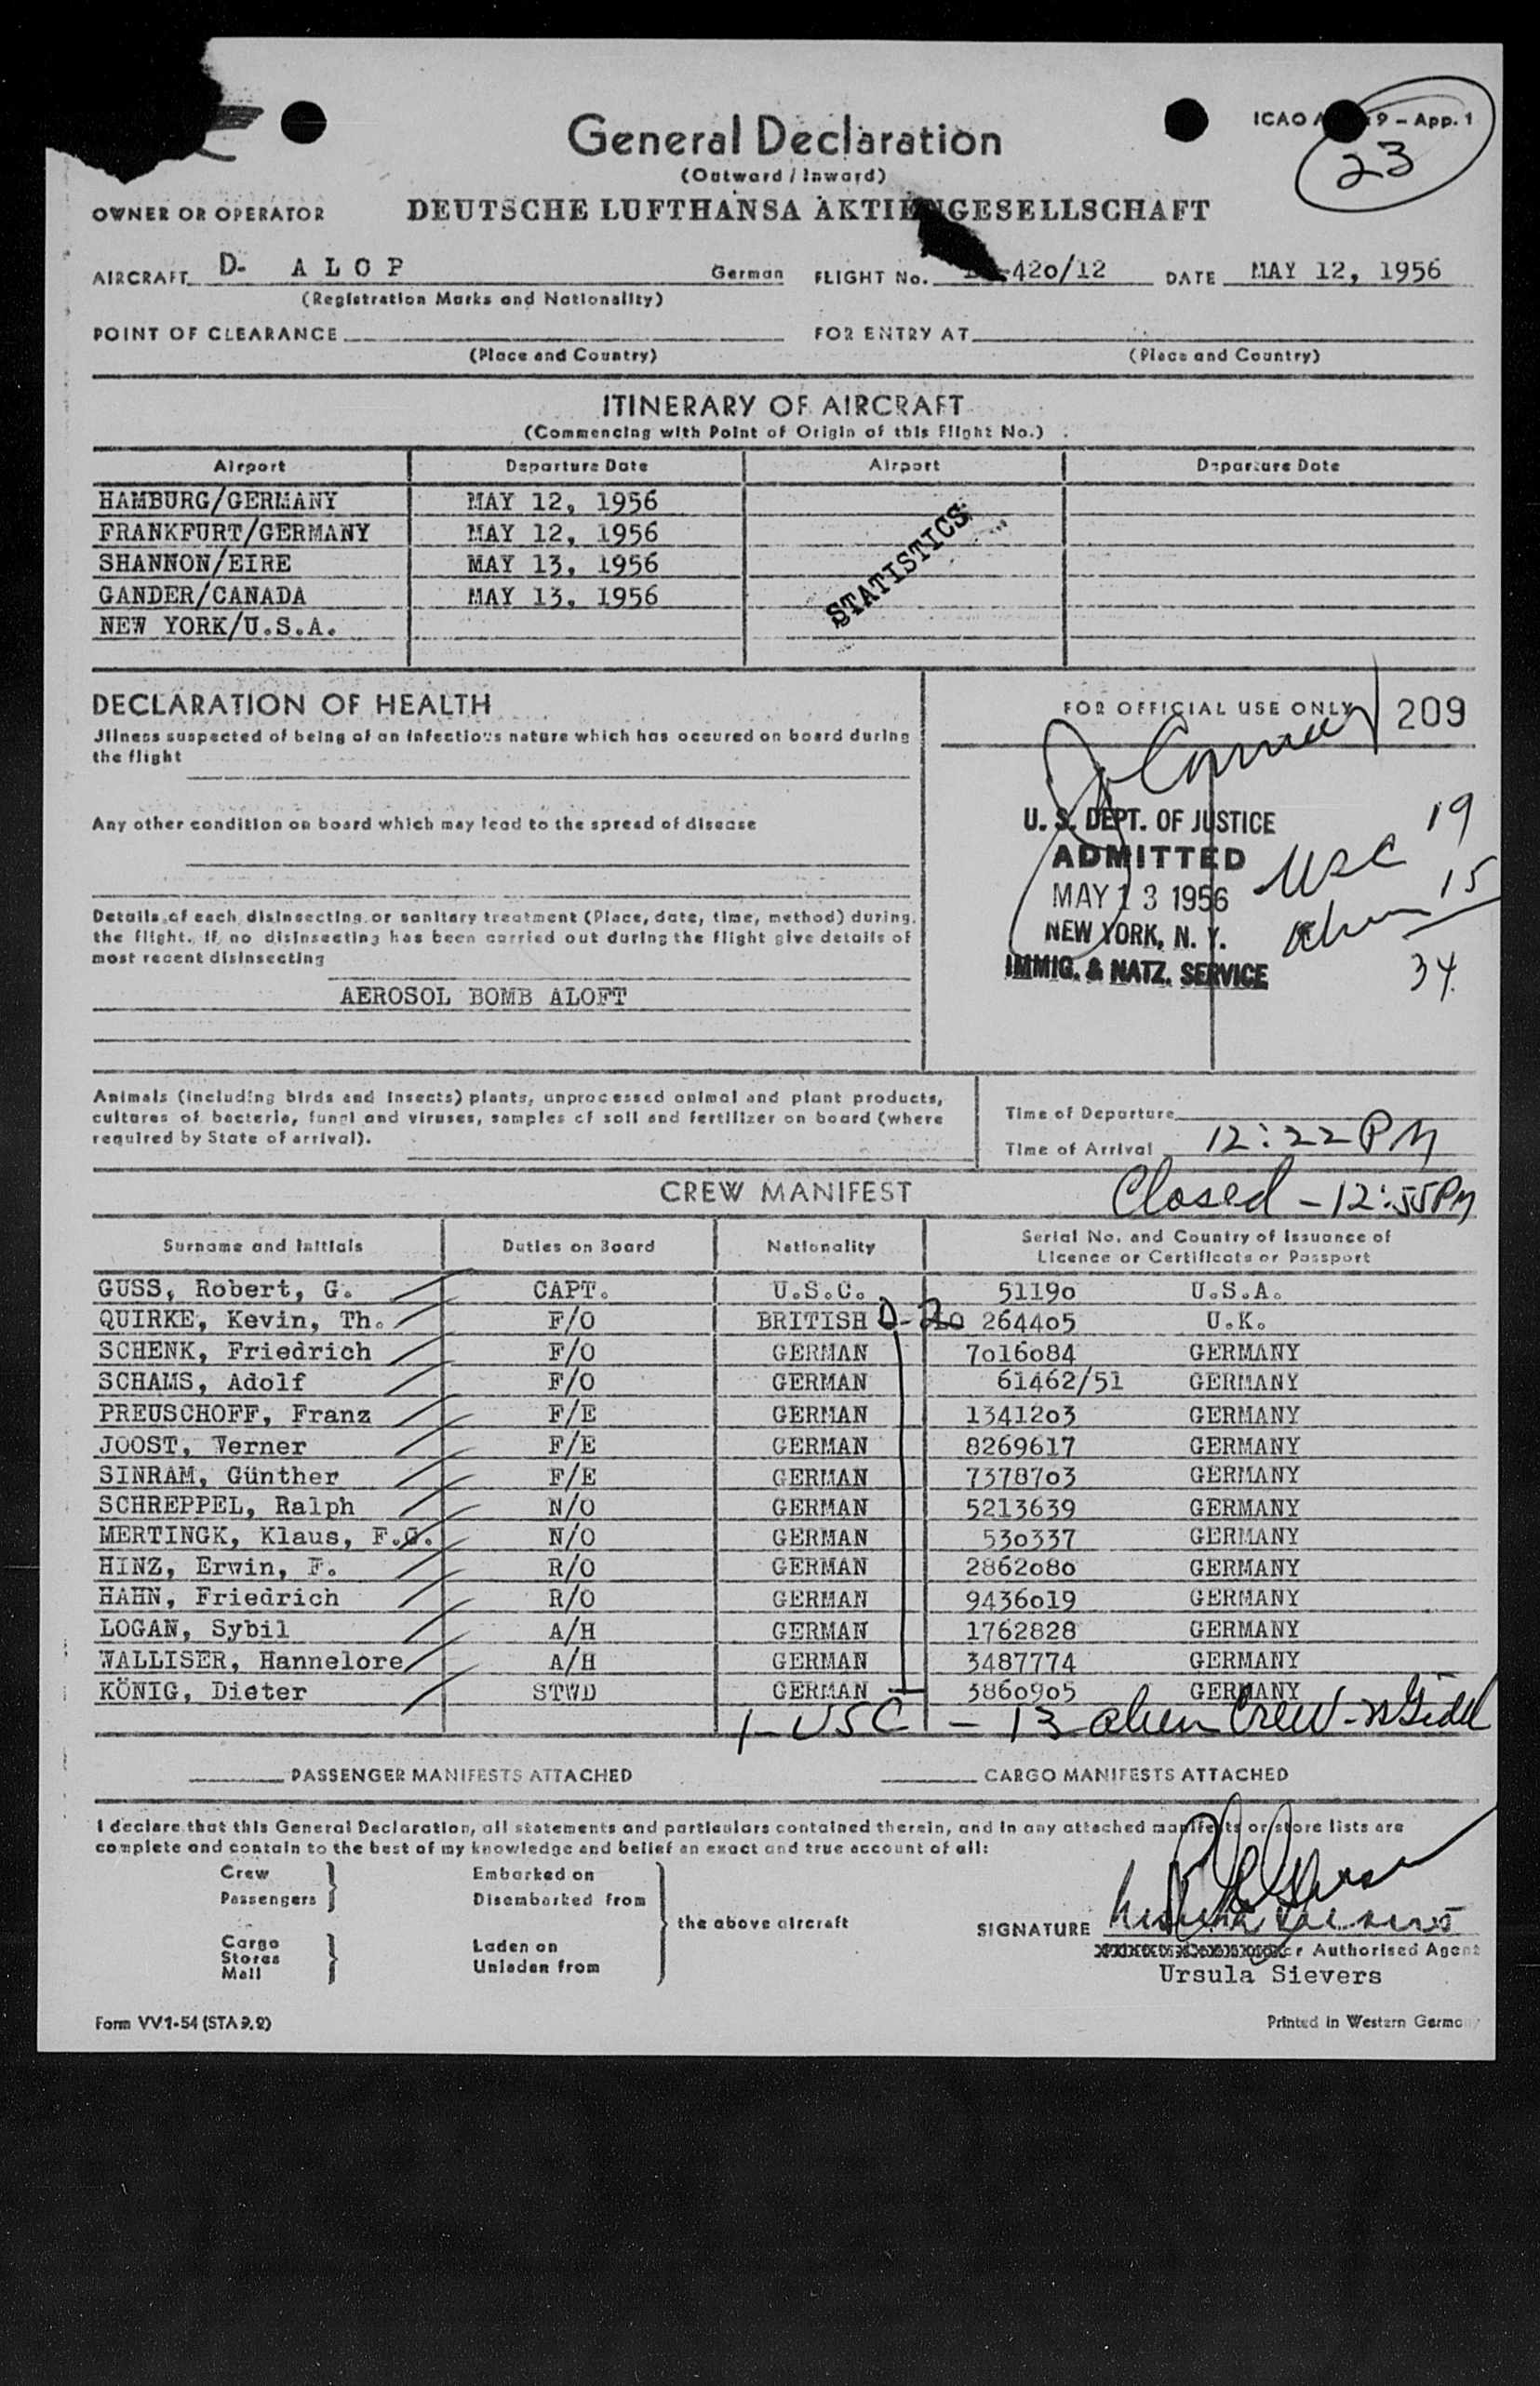 General Declaration
(Outward / Inward)
ICAO 9 – App. 1
23
OWNER OR OPERATOR DEUTSCHE LUFTHANSA AKTIENGESELLSCHAFT
AIRCRAFT D- A L O P German FLIGHT No. -420/12 DATE MAY 12, 1956
(Registration Marks and Nationality)
POINT OF CLEARANCE FOR ENTRY AT
(Place and Country) (Place and Country)
ITINERARY OF AIRCRAFT
(Commencing with Point of Origin of this Flight No.)
Airport Departure Date Airport Departure Date
HAMBURG/GERMANY MAY 12, 1956
FRANKFURT/GERMANY MAY 12, 1956
SHANNON/EIRE MAY 13, 1956
GANDER/CANADA MAY 13, 1956
NEW YORK/U.S.A.
STATISTICS
DECLARATION OF HEALTH
Jllness suspected of being of an infectious nature which has occured on board during
the flight
Any other condition on board which may lead to the spread of disease
Details of each disinsecting or sanitary treatment (Place, date, time, method) during
the flight. If no disinsecting has been carried out during the flight give details of
most recent disinsecting
AEROSOL BOMB ALOFT
FOR OFFICIAL USE ONLY 209
U. S. DEPT. OF JUSTICE
ADMITTED
MAY 13 1956
NEW YORK, N. Y.
IMMIG. & NATZ. SERVICE
USC 19
Alien 15
34
Animals (including birds and insects) plants, unprocessed animal and plant products,
cultures of bacteria, fungi and viruses, samples of soil and fertilizer on board (where
required by State of arrival).
Time of Departure
Time of Arrival 12:22 PM
Closed - 12:55 PM
CREW MANIFEST
Surname and Initials Duties on Board Nationality Serial No. and Country of Issuance of
Licence or Certificate or Passport
GUSS, Robert, G. CAPT. U.S.C. 5119o U.S.A.
QUIRKE, Kevin, Th. F/O BRITISH 2644o5 U.K.
SCHENK, Friedrich F/O GERMAN 7o16o84 GERMANY
SCHAMS, Adolf F/O GERMAN 61462/51 GERMANY
PREUSCHOFF, Franz F/E GERMAN 13412o3 GERMANY
JOOST, Werner F/E GERMAN 8269617 GERMANY
SINRAM, Günther F/E GERMAN 73787o3 GERMANY
SCHREPPEL, Ralph N/O GERMAN 5213639 GERMANY
MERTINGK, Klaus, F.G. N/O GERMAN 53o337 GERMANY
HINZ, Erwin, F. R/O GERMAN 2862o8o GERMANY
HAHN, Friedrich R/O GERMAN 9436o19 GERMANY
LOGAN, Sybil A/H GERMAN 1762828 GERMANY
WALLISER, Hannelore A/H GERMAN 3487774 GERMANY
KÖNIG, Dieter STWD GERMAN 386o9o5 GERMANY
1 - USC - 13 alien Crew
PASSENGER MANIFESTS ATTACHED CARGO MANIFESTS ATTACHED
I declare that this General Declaration, all statements and particulars contained therein, and in any attached manifests or store lists are
complete and contain to the best of my knowledge and belief an exact and true account of all:
Crew Embarked on
Passengers Disembarked from
the above aircraft
Cargo Laden on
Stores
Mail Unladen from
SIGNATURE
or Authorised Agent
Ursula Sievers
Form VV.1-54 (STA 9.2)
Printed in Western Germany